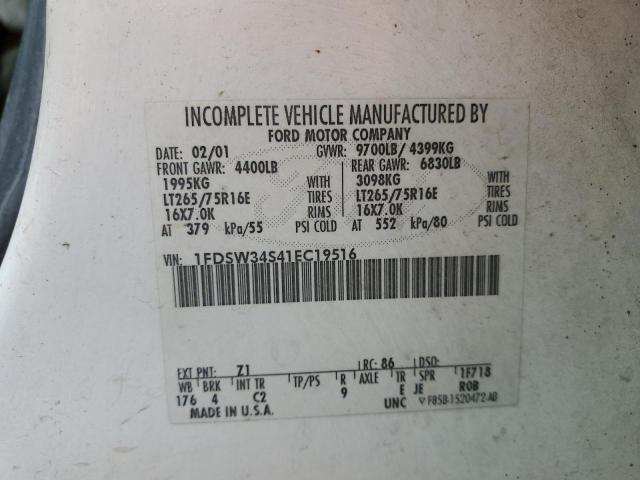 INCOMPLETE VEHICLE MANUFACTURED BY
FORD MOTOR COMPANY
DATE: 02/01 GVWR: 9700LB/ 4399KG
FRONT GAWR: 4400LB REAR GAWR: 6830LB
1995KG WITH 3098KG WITH
LT265/75R16E TIRES LT265/75R16E TIRES
16X7.0K RIMS 16X7.0K RIMS
AT 379 kPa/55 PSI COLD AT 552 kPa/80 PSI COLD
VIN: 1FDSW34S41EC19516
EXT PNT: Z1 RC: 86 DSO:
WB BRK INT TR TP/PS R AXLE TR SPR 1F718
176 4 C2 9 E JE ROB
MADE IN U.S.A. UNC F85B-1520472-AB